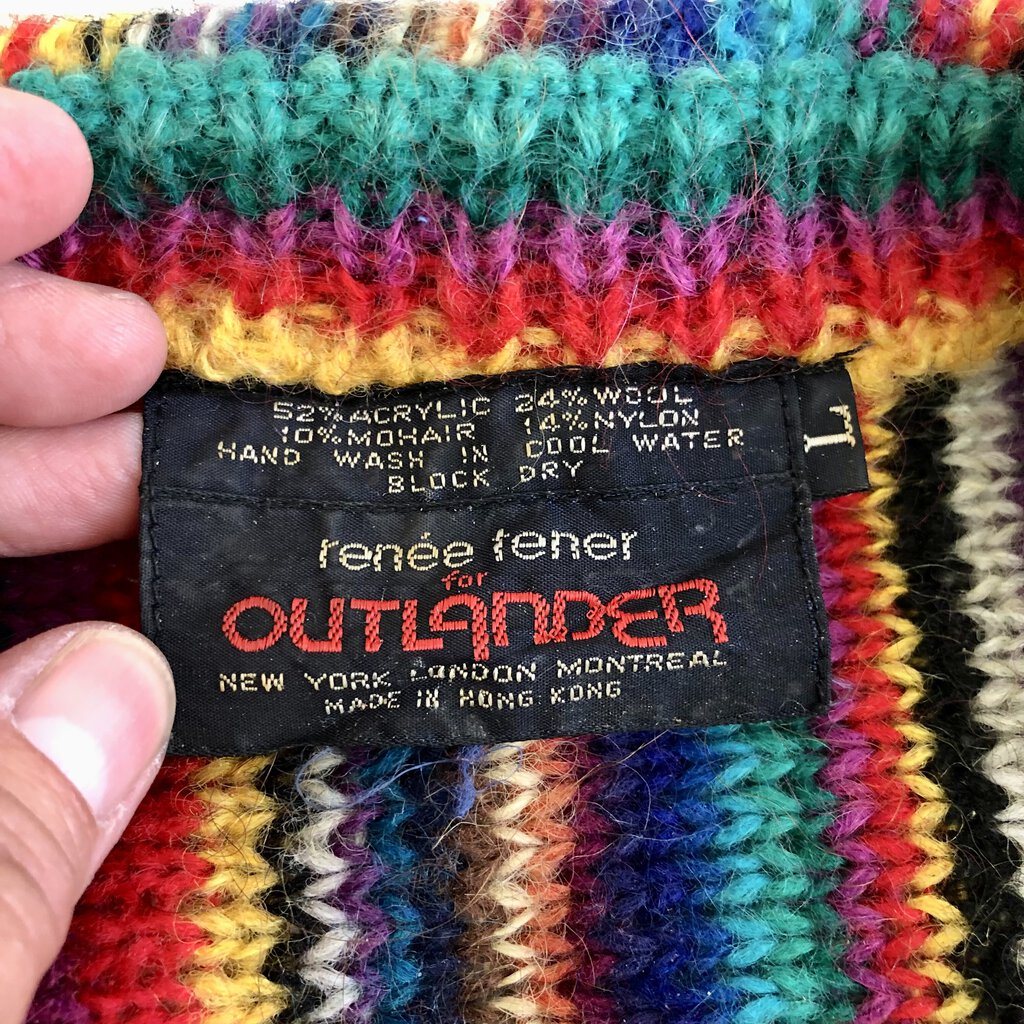 52% ACRYLIC 24% WOOL
10% MOHAIR 14% NYLON
HAND WASH IN COOL WATER
BLOCK DRY
L
renée tener
for
OUTLANDER
NEW YORK LONDON MONTREAL
MADE IN HONG KONG